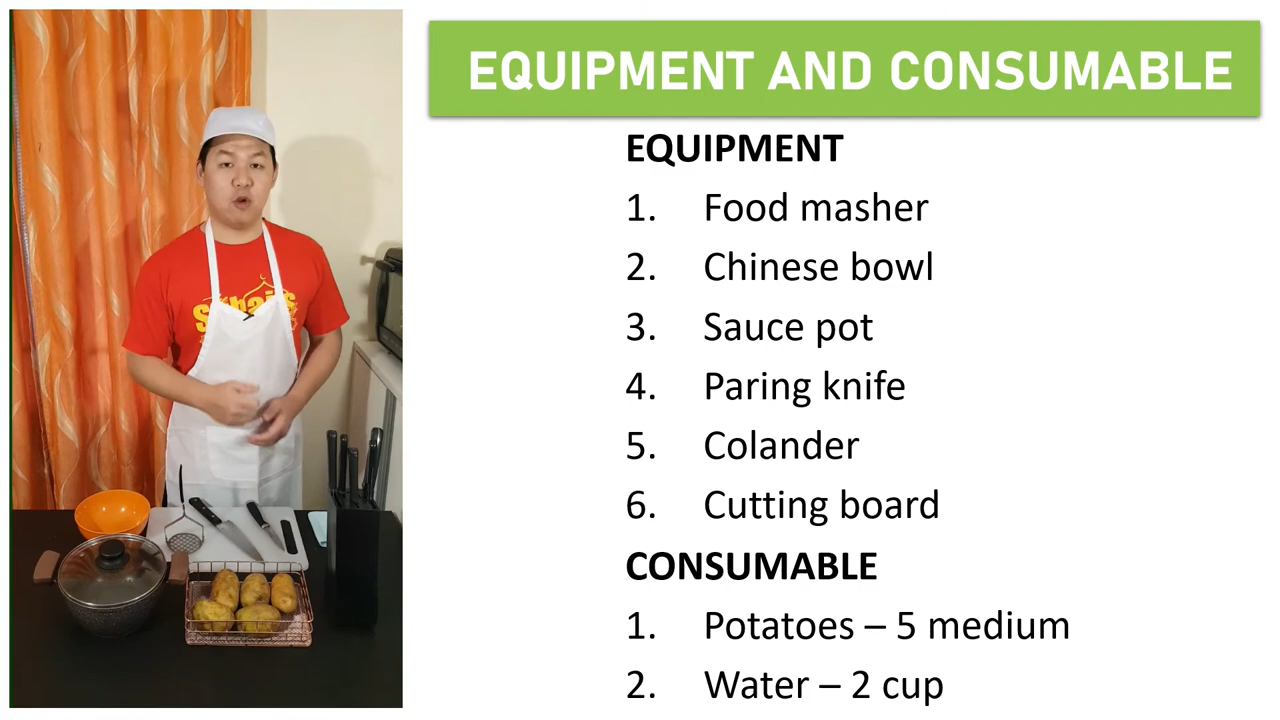 EQUIPMENT AND CONSUMABLE
EQUIPMENT
1. Food masher
2. Chinese bowl
3. Sauce pot
4. Paring knife
5. Colander
6. Cutting board
CONSUMABLE
1. Potatoes – 5 medium
2. Water – 2 cup